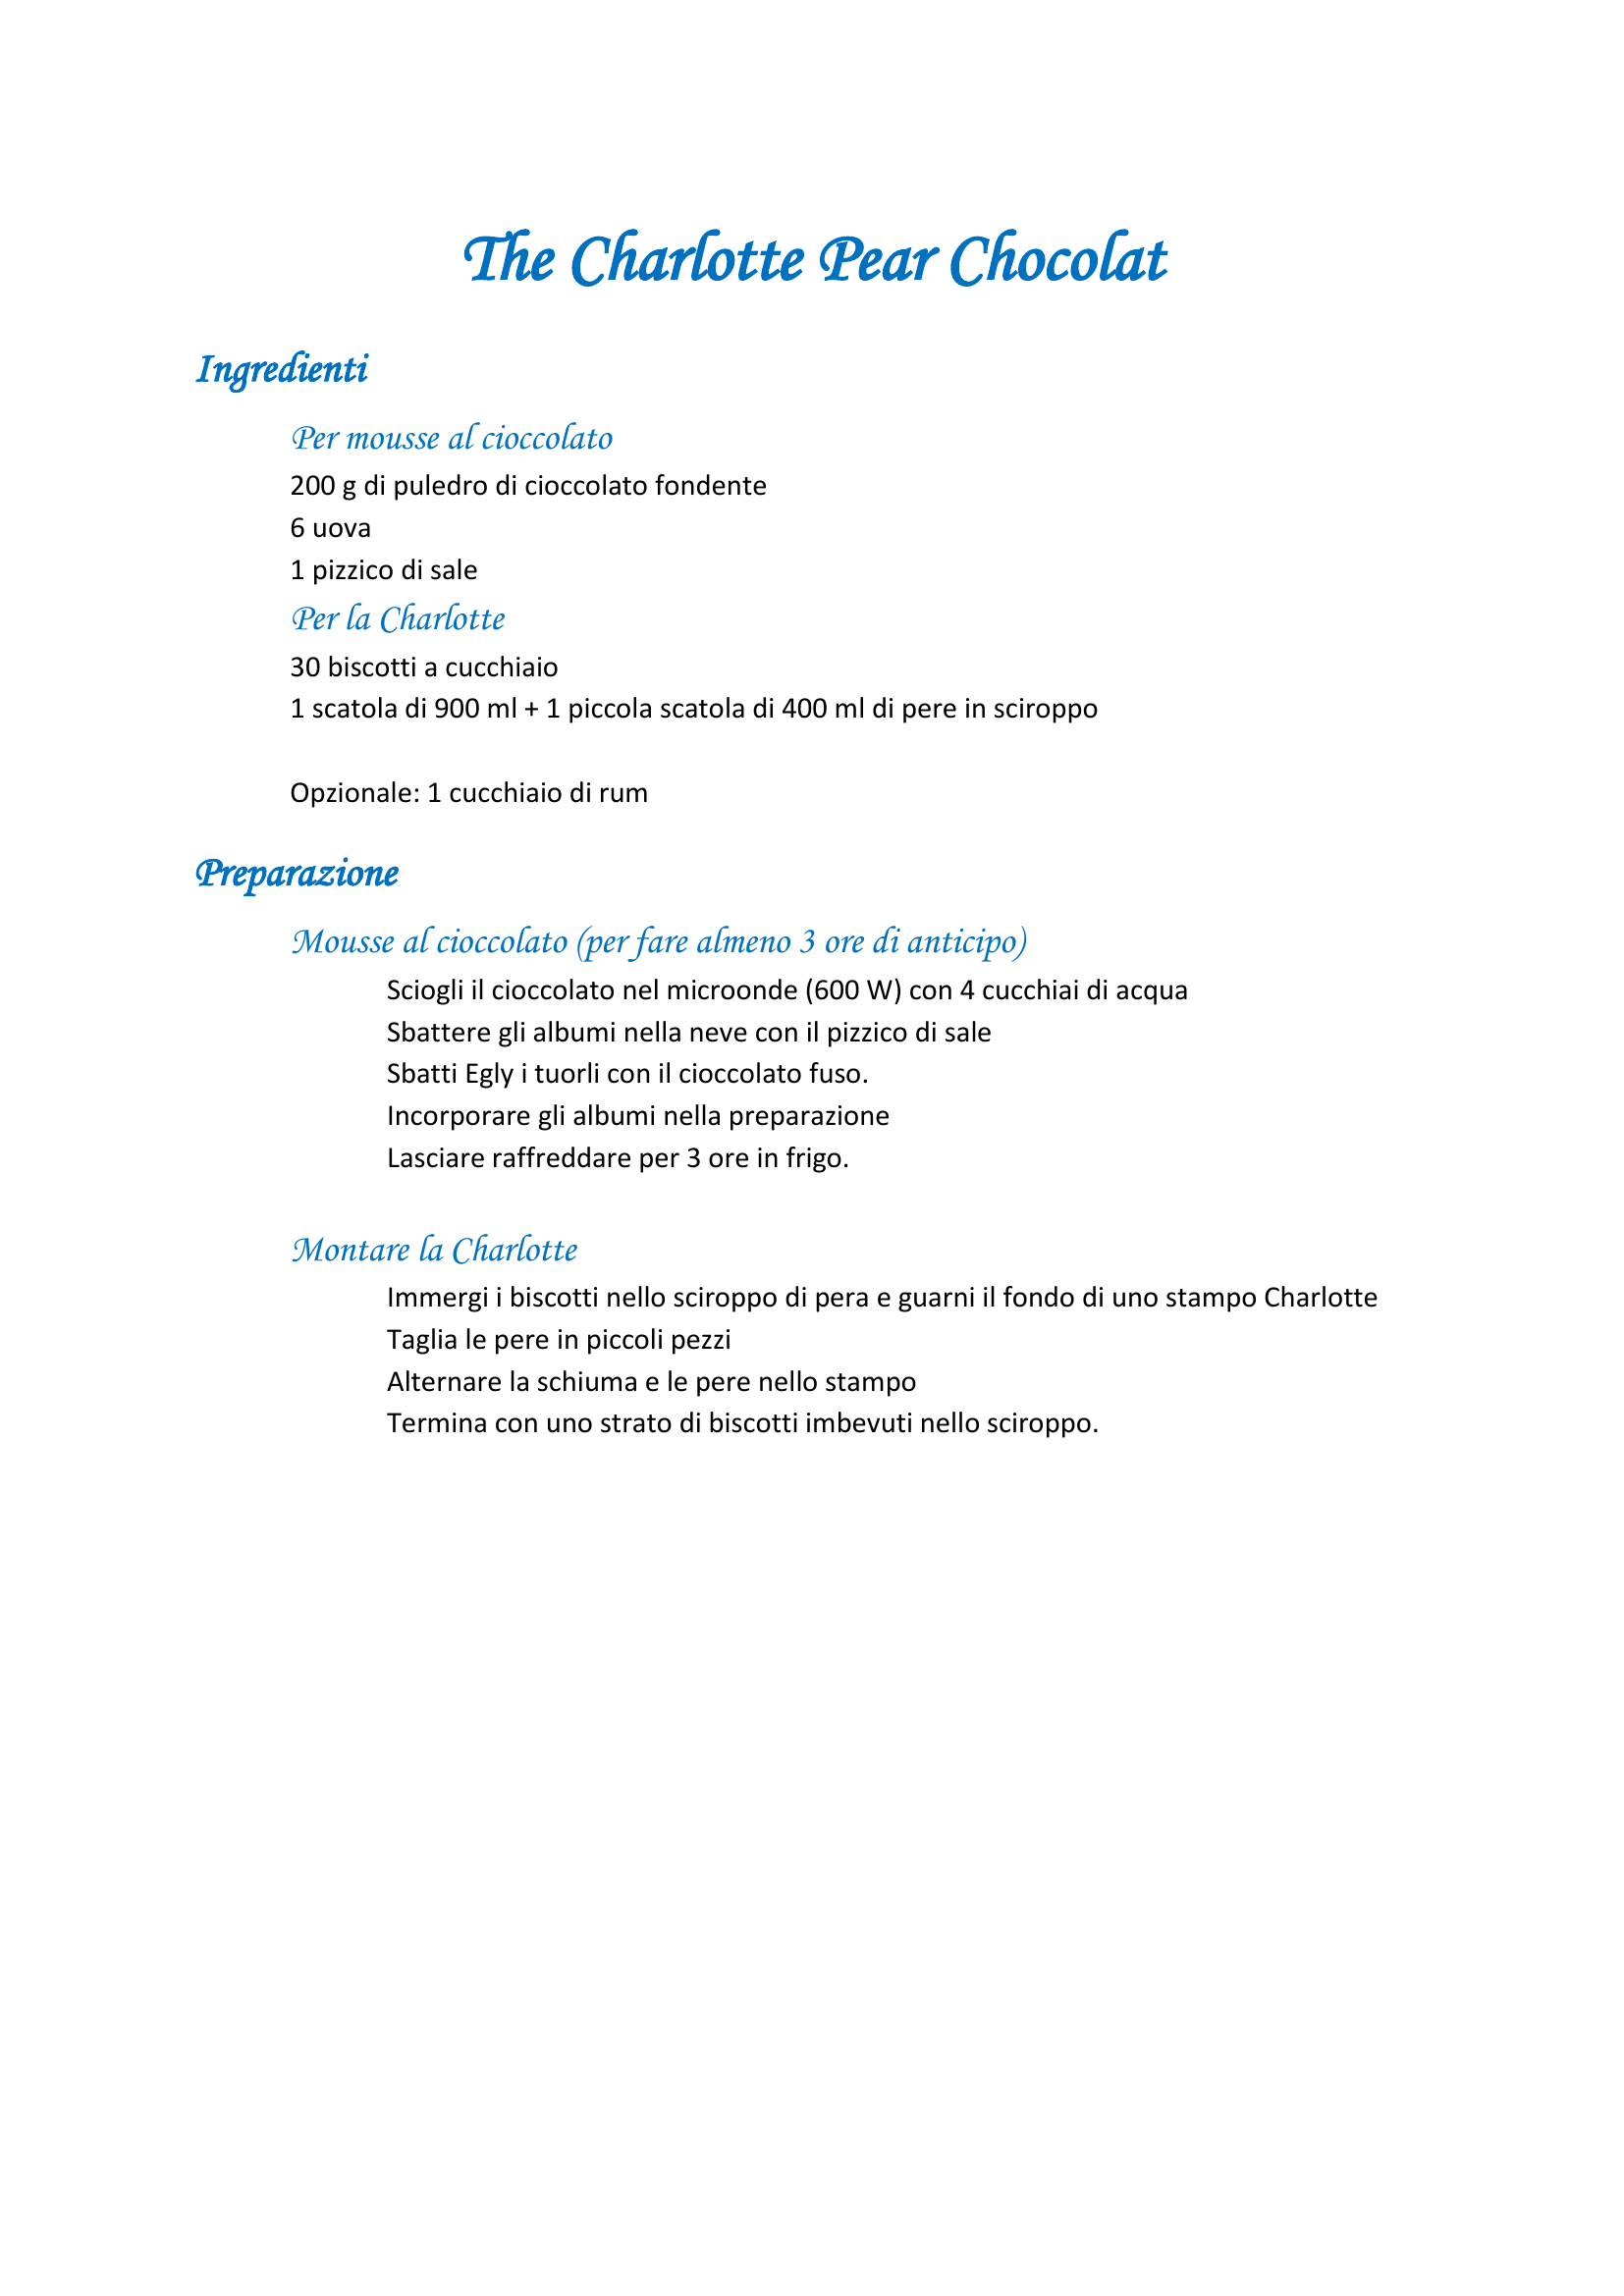 The Charlotte Pear Chocolat
Ingredienti
Per mousse al cioccolato
200 g di puledro di cioccolato fondente
6 uova
1 pizzico di sale
Per la Charlotte
30 biscotti a cucchiaio
1 scatola di 900 ml + 1 piccola scatola di 400 ml di pere in sciroppo
Opzionale: 1 cucchiaio di rum
Preparazione
Mousse al cioccolato (per fare almeno 3 ore di anticipo)
Sciogli il cioccolato nel microonde (600 W) con 4 cucchiai di acqua
Sbattere gli albumi nella neve con il pizzico di sale
Sbatti Egly i tuorli con il cioccolato fuso.
Incorporare gli albumi nella preparazione
Lasciare raffreddare per 3 ore in frigo.
Montare la Charlotte
Immergi i biscotti nello sciroppo di pera e guarni il fondo di uno stampo Charlotte
Taglia le pere in piccoli pezzi
Alternare la schiuma e le pere nello stampo
Termina con uno strato di biscotti imbevuti nello sciroppo.